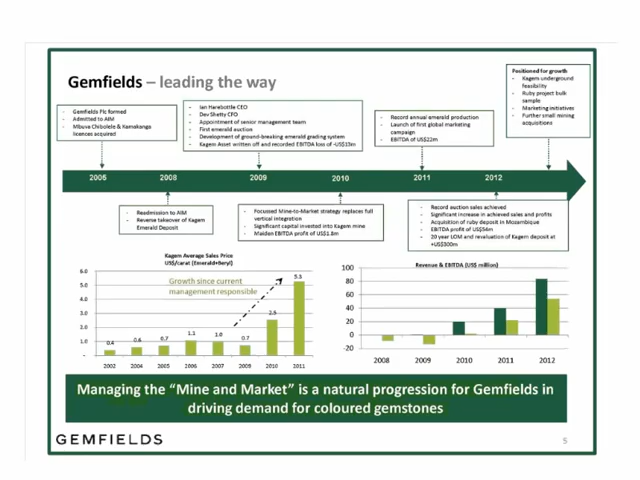 Gemfields – leading the way
Positioned for growth
- Kagem underground
feasibility
- Ruby project bulk
sample
- Marketing initiatives
- Further small mining
acquisitions
- Gemfields Plc formed
- Admitted to AIM
- Mbuva Chibolele & Kamakanga
licences acquired
- Ian Harebottle CEO
- Dev Shetty CFO
- Appointment of senior management team
- First emerald auction
- Development of ground-breaking emerald grading system
- Kagem Asset written off and recorded EBITDA loss of -US$13m
- Record annual emerald production
- Launch of first global marketing
campaign
- EBITDA of US$22m
2005 2008 2009 2010 2011 2012
- Readmission to AIM
- Reverse takeover of Kagem
Emerald Deposit
- Focussed Mine-to-Market strategy replaces full
vertical integration
- Significant capital invested into Kagem mine
- Maiden EBITDA profit of US$1.8m
- Record auction sales achieved
- Significant increase in achieved sales and profits
- Acquisition of ruby deposit in Mozambique
- EBITDA profit of US$54m
- 20 year LOM and revaluation of Kagem deposit at
+US$300m
Kagem Average Sales Price
US$/carat (Emerald+Beryl)
Growth since current
management responsible
6.0
5.0
4.0
3.0
2.0
1.0
-
0.4 0.6 0.7 1.1 1.0 0.7 2.5 5.3
2002 2004 2006 2007 2008 2009 2010 2011
Revenue & EBITDA (US$ million)
100
80
60
40
20
0
-20
2008 2009 2010 2011 2012
Managing the “Mine and Market” is a natural progression for Gemfields in
driving demand for coloured gemstones
GEMFIELDS
5